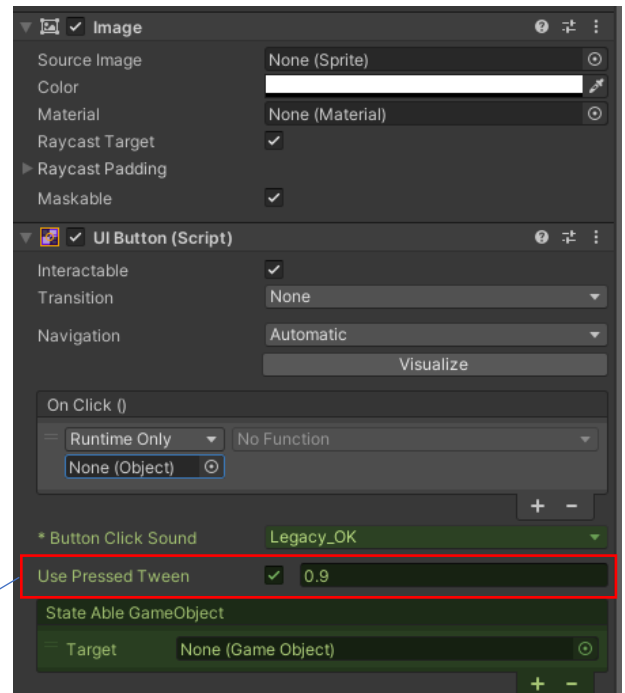 Image
Source Image None (Sprite)
Color
Material None (Material)
Raycast Target
Raycast Padding
Maskable
UI Button (Script)
Interactable
Transition None
Navigation Automatic
Visualize
On Click ()
Runtime Only No Function
None (Object)
+ −
* Button Click Sound Legacy_OK
Use Pressed Tween 0.9
State Able GameObject
Target None (Game Object)
+ −